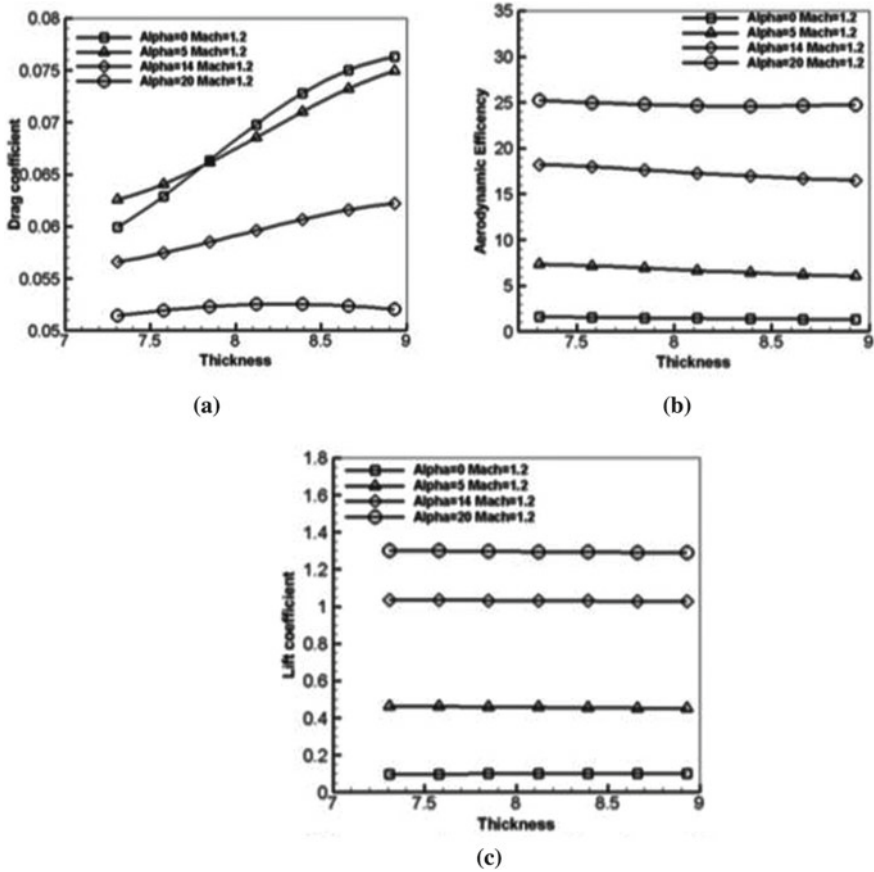 0.08
0.075
0.07
0.065
0.06
0.055
0.05
Drag coefficient
Alpha=0 Mach=1.2
Alpha=5 Mach=1.2
Alpha=14 Mach=1.2
Alpha=20 Mach=1.2
7
7.5
8
8.5
9
Thickness
(a)
35
30
25
20
15
10
5
0
Aerodynamic Efficency
Alpha=0 Mach=1.2
Alpha=5 Mach=1.2
Alpha=14 Mach=1.2
Alpha=20 Mach=1.2
7.5
8
8.5
9
Thickness
(b)
1.8
1.6
1.4
1.2
1
0.8
0.6
0.4
0.2
0
Lift coefficient
Alpha=0 Mach=1.2
Alpha=5 Mach=1.2
Alpha=14 Mach=1.2
Alpha=20 Mach=1.2
7
7.5
8
8.5
9
Thickness
(c)